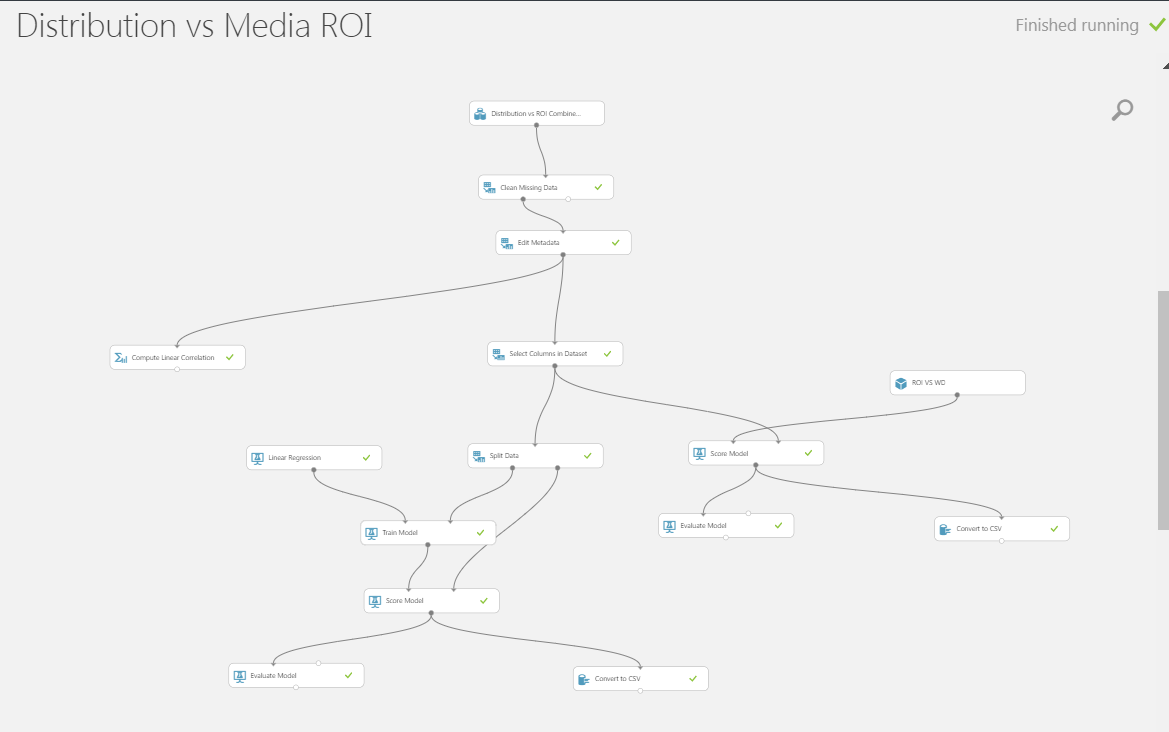 Distribution vs Media ROI
Finished running
Distribution vs ROI Combine...
Clean Missing Data
Edit Metadata
Compute Linear Correlation
Select Columns in Dataset
ROI VS WD
Linear Regression
Split Data
Score Model
Train Model
Evaluate Model
Convert to CSV
Score Model
Evaluate Model
Convert to CSV